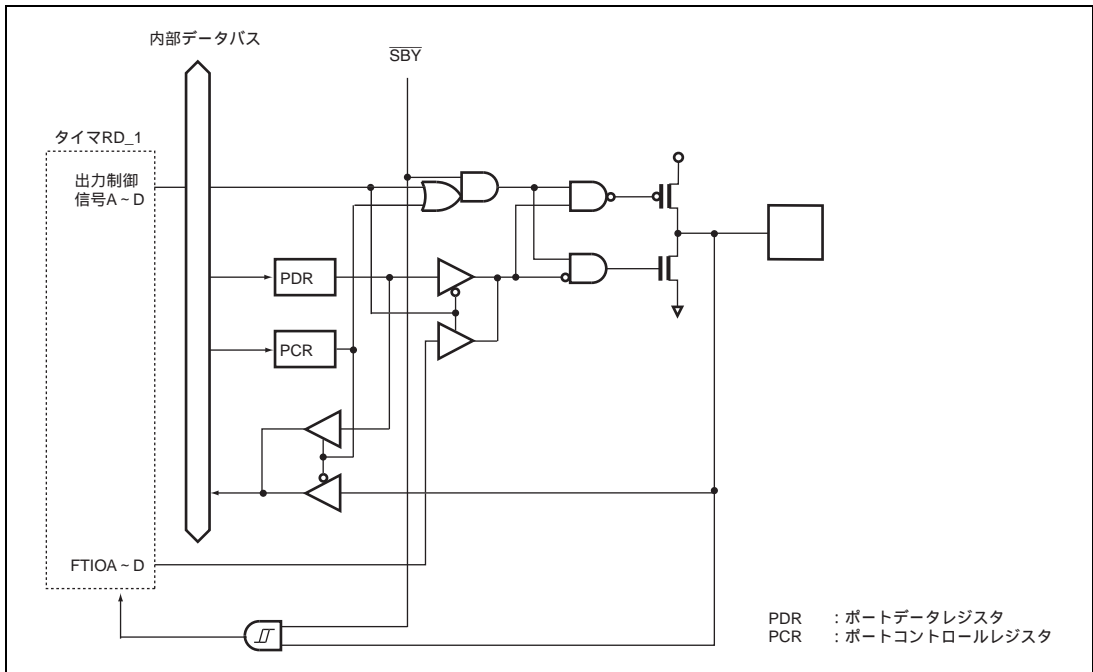 内部データバス
SBY
タイマRD_1
出力制御
信号A～D
PDR
PCR
FTIOA～D
PDR ：ポートデータレジスタ
PCR ：ポートコントロールレジスタ